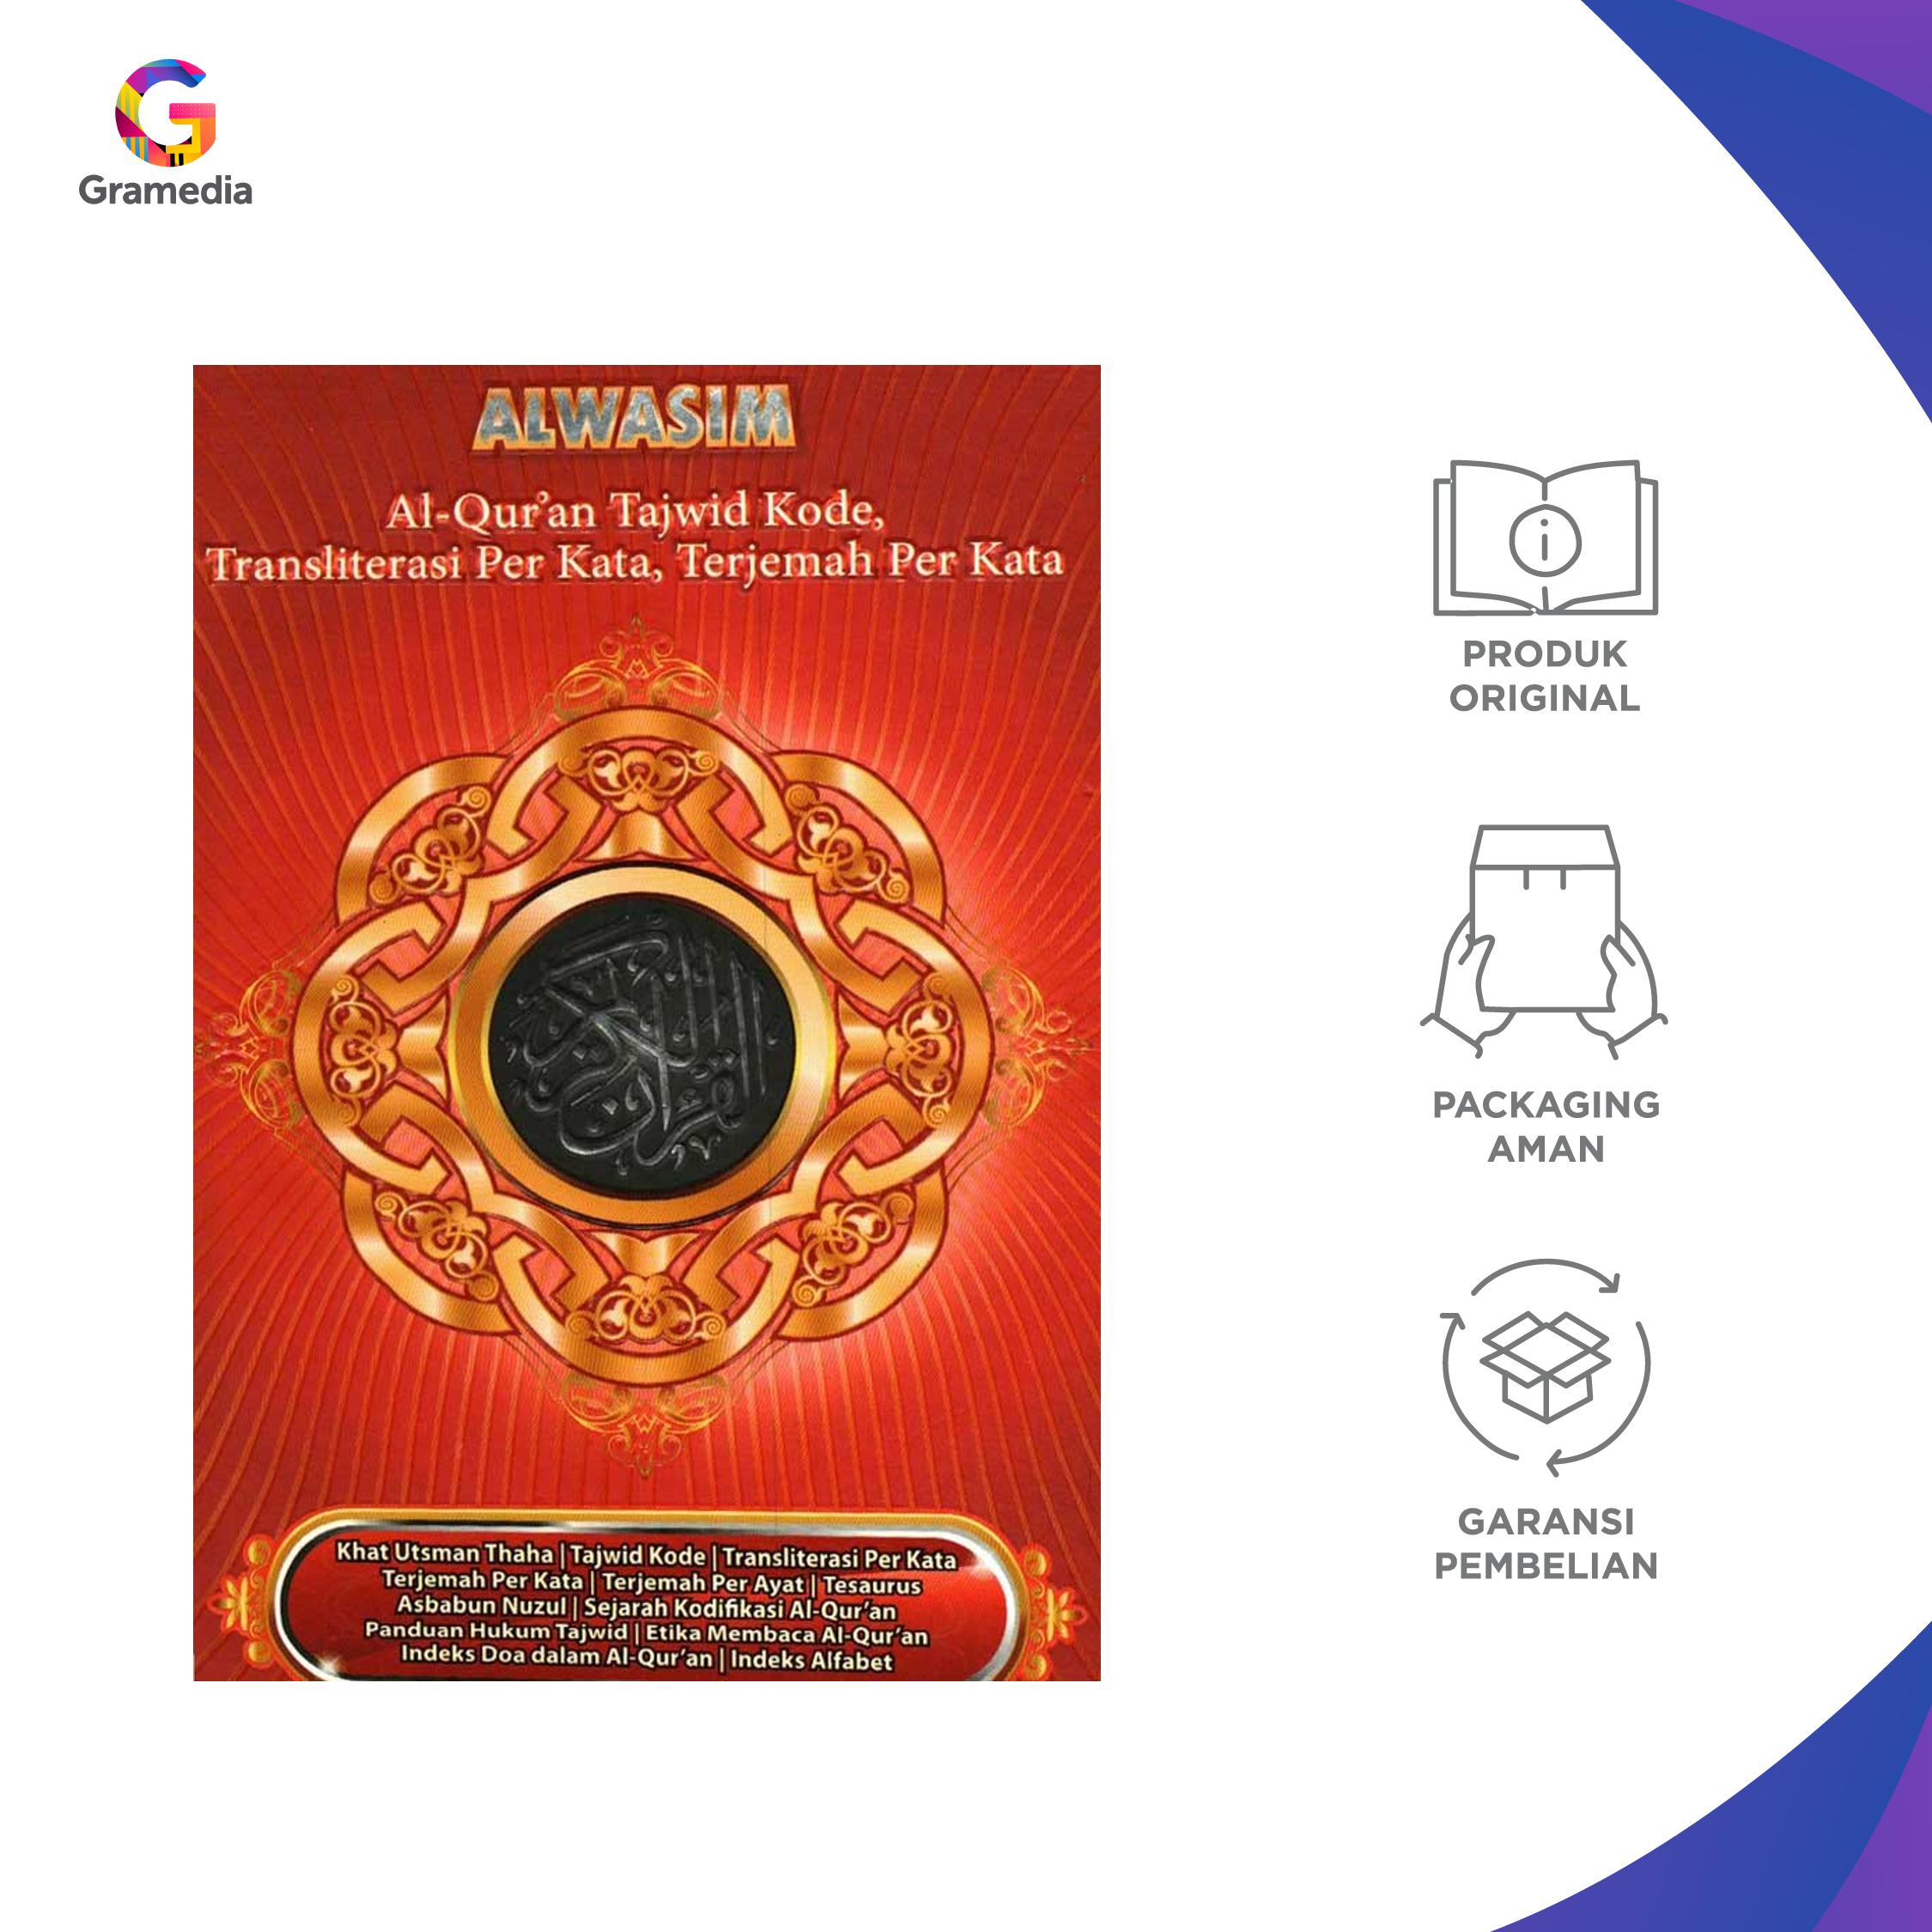 Gramedia
ALWASIM
Al-Qur'an Tajwid Kode,
Transliterasi Per Kata, Terjemah Per Kata
القرآن الكريم
Khat Utsman Thaha | Tajwid Kode | Transliterasi Per Kata
Terjemah Per Kata | Terjemah Per Ayat | Tesaurus
Asbabun Nuzul | Sejarah Kodifikasi Al-Qur'an
Panduan Hukum Tajwid | Etika Membaca Al-Qur'an
Indeks Doa dalam Al-Qur'an | Indeks Alfabet
PRODUK
ORIGINAL
PACKAGING
AMAN
GARANSI
PEMBELIAN